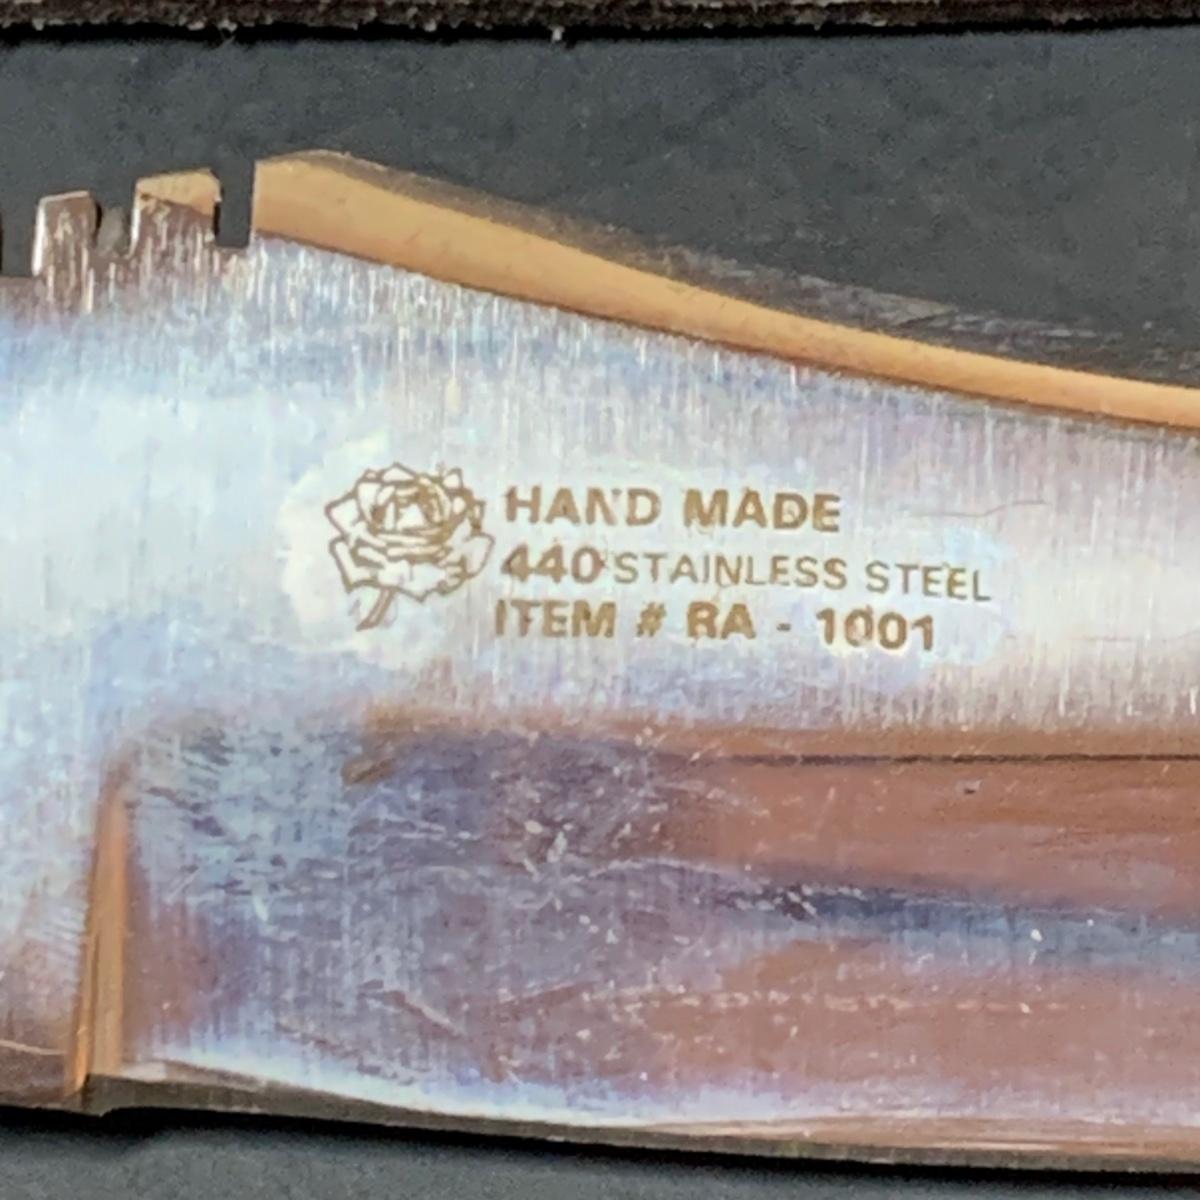 HAND MADE
440 STAINLESS STEEL
ITEM # RA - 1001